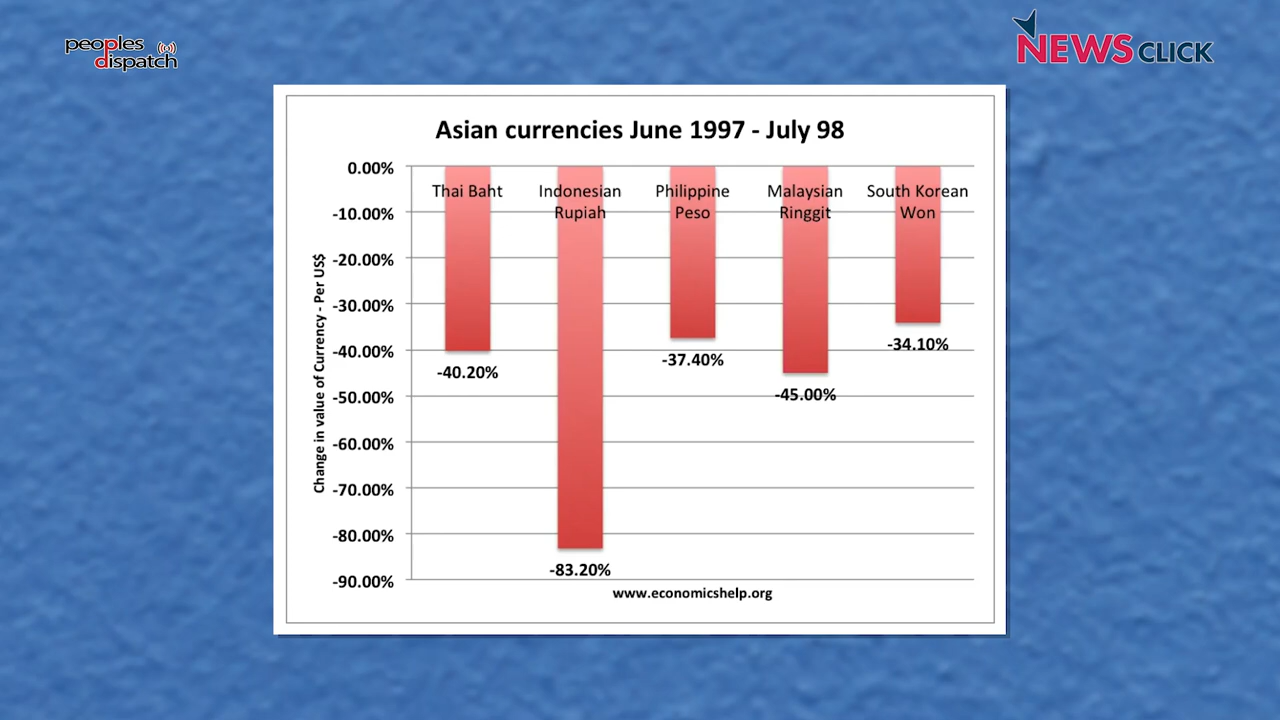 peoples
dispatch
NEWSCLICK
Asian currencies June 1997 - July 98
Change in value of Currency - Per US$
0.00%
-10.00%
-20.00%
-30.00%
-40.00%
-50.00%
-60.00%
-70.00%
-80.00%
-90.00%
Thai Baht
Indonesian
Rupiah
Philippine
Peso
Malaysian
Ringgit
South Korean
Won
-40.20%
-83.20%
-37.40%
-45.00%
-34.10%
www.economicshelp.org